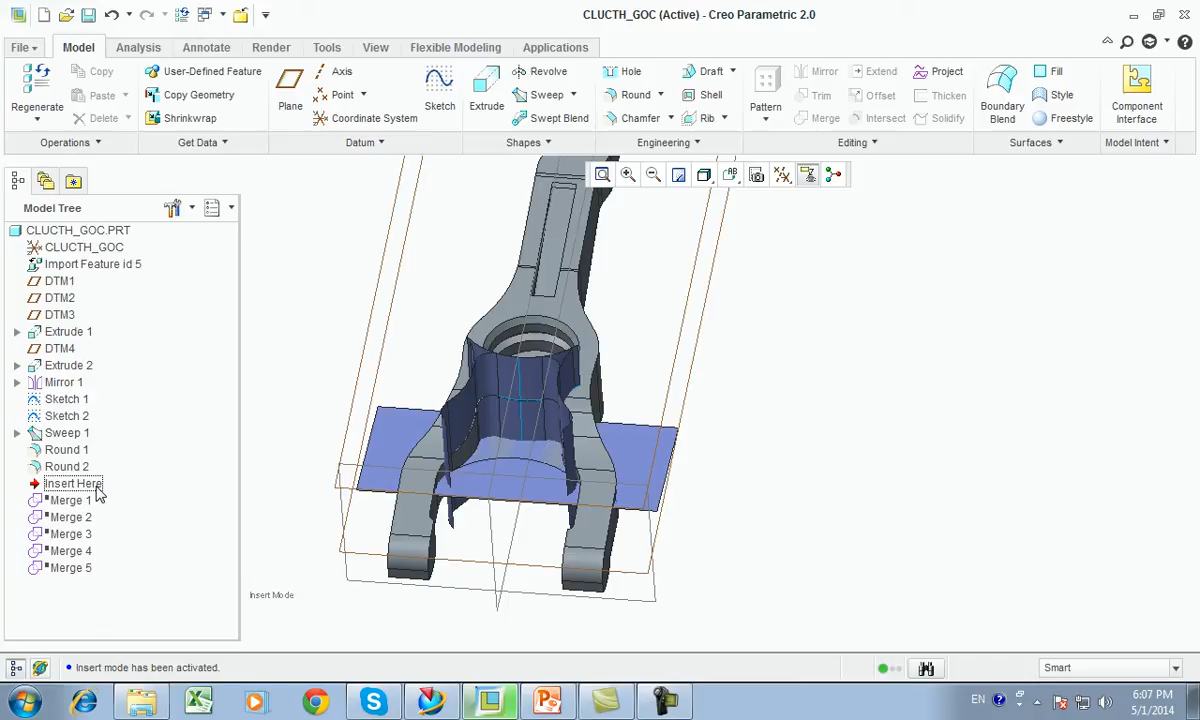 CLUCTH_GOC (Active) - Creo Parametric 2.0
File Model Analysis Annotate Render Tools View Flexible Modeling Applications
Regenerate Copy Paste Delete User-Defined Feature Copy Geometry Shrinkwrap Plane Axis Point Coordinate System Sketch Extrude Revolve Sweep Swept Blend Hole Round Chamfer Draft Shell Rib Pattern Mirror Trim Merge Extend Offset Intersect Project Thicken Solidify Boundary Blend Fill Style Freestyle Component Interface
Operations Get Data Datum Shapes Engineering Editing Surfaces Model Intent
Model Tree
CLUCTH_GOC.PRT
CLUCTH_GOC
Import Feature id 5
DTM1
DTM2
DTM3
Extrude 1
DTM4
Extrude 2
Mirror 1
Sketch 1
Sketch 2
Sweep 1
Round 1
Round 2
Insert Here
Merge 1
Merge 2
Merge 3
Merge 4
Merge 5
Insert Mode
Insert mode has been activated.
Smart
EN
6:07 PM
5/1/2014